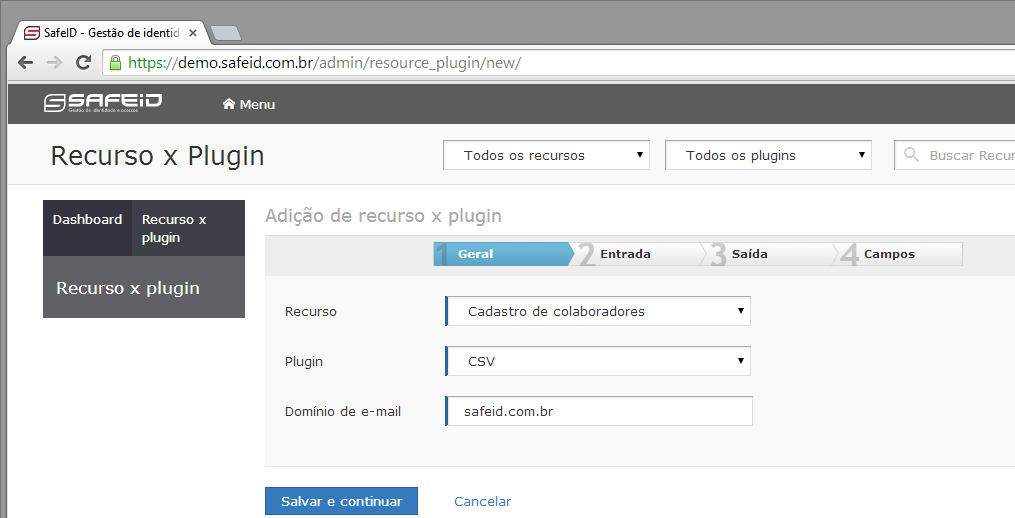 SafeID - Gestão de identid
https://demo.safeid.com.br/admin/resource_plugin/new/
SAFEID
Gestão de identidade e acessos
Menu
Recurso x Plugin
Todos os recursos
Todos os plugins
Buscar Recur
Dashboard
Recurso x
plugin
Recurso x plugin
Adição de recurso x plugin
1 Geral
2 Entrada
3 Saída
4 Campos
Recurso
Cadastro de colaboradores
Plugin
CSV
Domínio de e-mail
safeid.com.br
Salvar e continuar
Cancelar